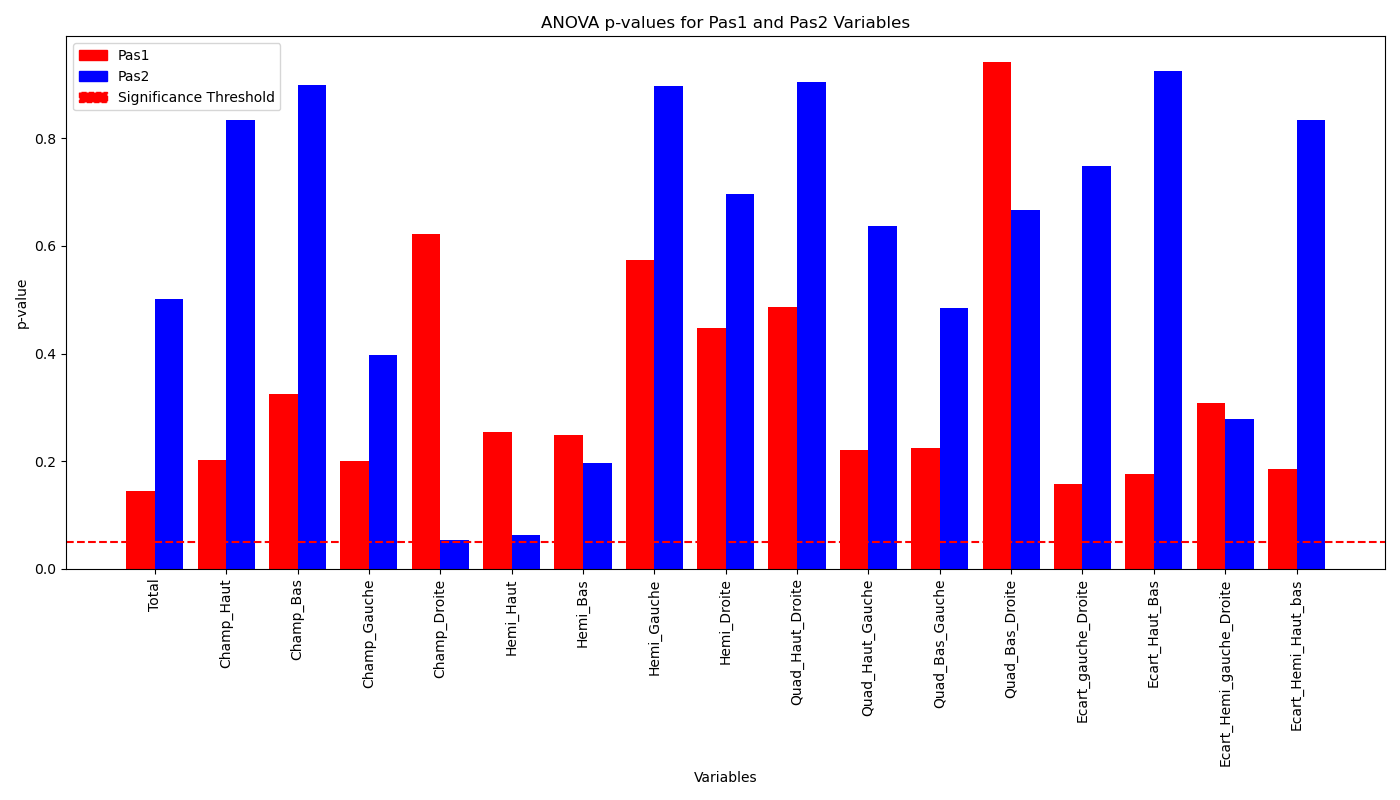 ANOVA p-values for Pas1 and Pas2 Variables
Pas1
Pas2
Significance Threshold
p-value
0.8
0.6
0.4
0.2
0.0
Total
Champ_Haut
Champ_Bas
Champ_Gauche
Champ_Droite
Hemi_Haut
Hemi_Bas
Hemi_Gauche
Hemi_Droite
Quad_Haut_Droite
Quad_Haut_Gauche
Quad_Bas_Gauche
Quad_Bas_Droite
Ecart_gauche_Droite
Ecart_Haut_Bas
Ecart_Hemi_gauche_Droite
Ecart_Hemi_Haut_bas
Variables